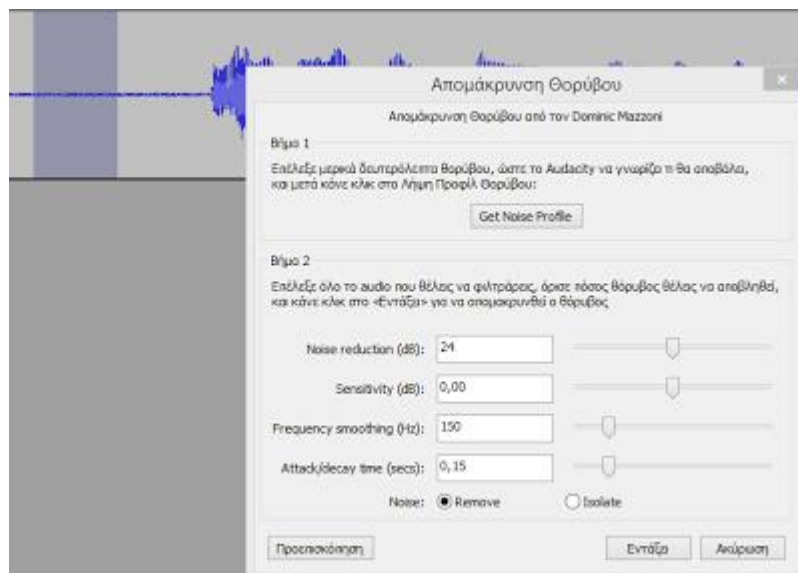 Απομάκρυνση Θορύβου
Απομάκρυνση Θορύβου από τον Dominic Mazzoni
Βήμα 1
Επέλεξε μερικά δευτερόλεπτα θορύβου, ώστε το Audacity να γνωρίζει τι θα αποβάλει,
και μετά κάνε κλικ στο Λήψη Προφίλ Θορύβου:
Get Noise Profile
Βήμα 2
Επέλεξε όλο το audio που θέλεις να φιλτράρεις, όρισε πόσος θόρυβος θέλεις να αποβληθεί,
και κάνε κλικ στο «Εντάξει» για να απομακρυνθεί ο θόρυβος
Noise reduction (dB): 24
Sensitivity (dB): 0,00
Frequency smoothing (Hz): 150
Attack/decay time (secs): 0,15
Noise: Remove Isolate
Προεπισκόπηση Εντάξει Ακύρωση